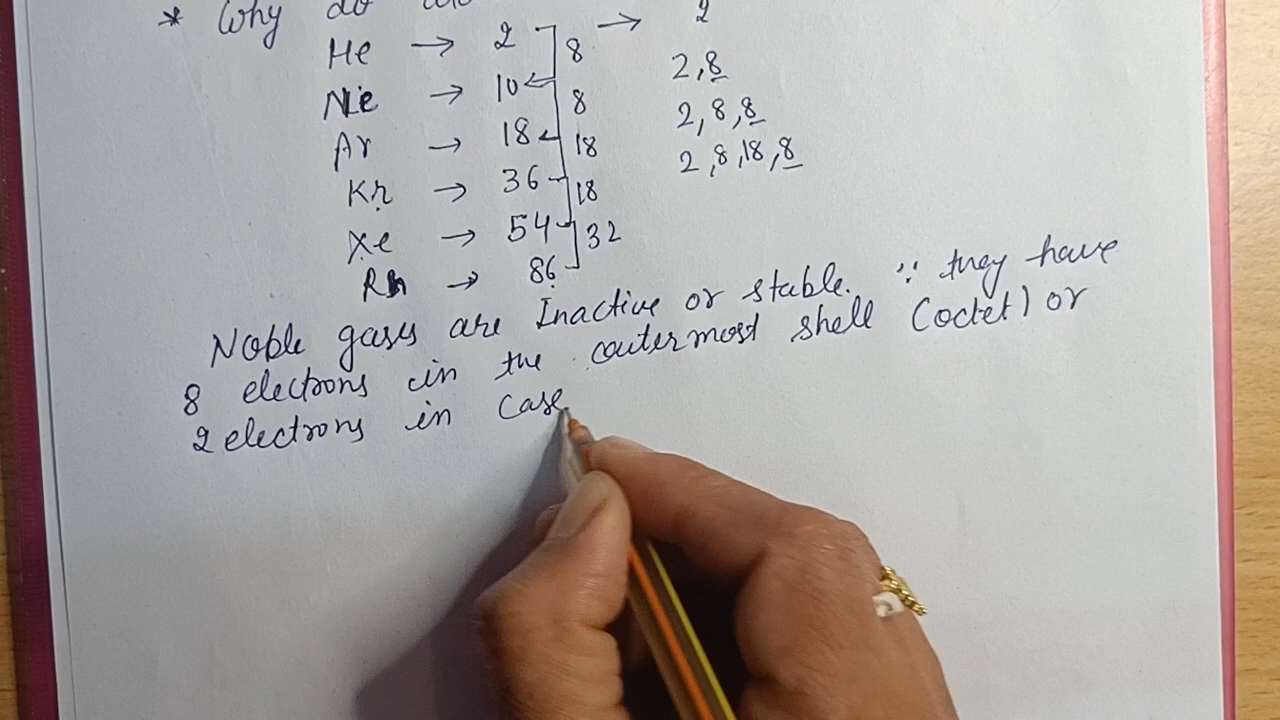 * Why do
He → 2 8 → 2
Ne → 10 8 2,8
Ar → 18 18 2,8,8
Kr → 36 18 2,8,18,8
Xe → 54 32
Rn → 86
Noble gases are Inactive or stable. ∵ they have
8 electrons in the outermost shell (octet) or
2 electrons in case